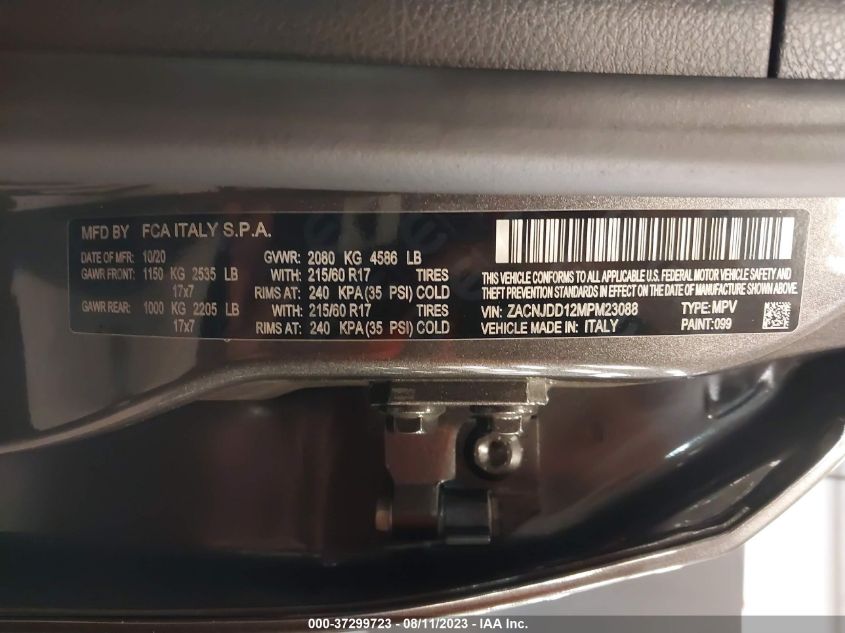 MFD BY FCA ITALY S.P.A.
DATE OF MFR: 10/20 GVWR: 2080 KG 4586 LB
GAWR FRONT: 1150 KG 2535 LB WITH: 215/60 R17 TIRES
17x7 RIMS AT: 240 KPA (35 PSI) COLD
GAWR REAR: 1000 KG 2205 LB WITH: 215/60 R17 TIRES
17x7 RIMS AT: 240 KPA (35 PSI) COLD
THIS VEHICLE CONFORMS TO ALL APPLICABLE U.S. FEDERAL MOTOR VEHICLE SAFETY AND
THEFT PREVENTION STANDARDS IN EFFECT ON THE DATE OF MANUFACTURE SHOWN ABOVE.
VIN: ZACNJDD12MPM23088 TYPE: MPV
VEHICLE MADE IN: ITALY PAINT: 099
000-37299723 - 08/11/2023 - IAA Inc.